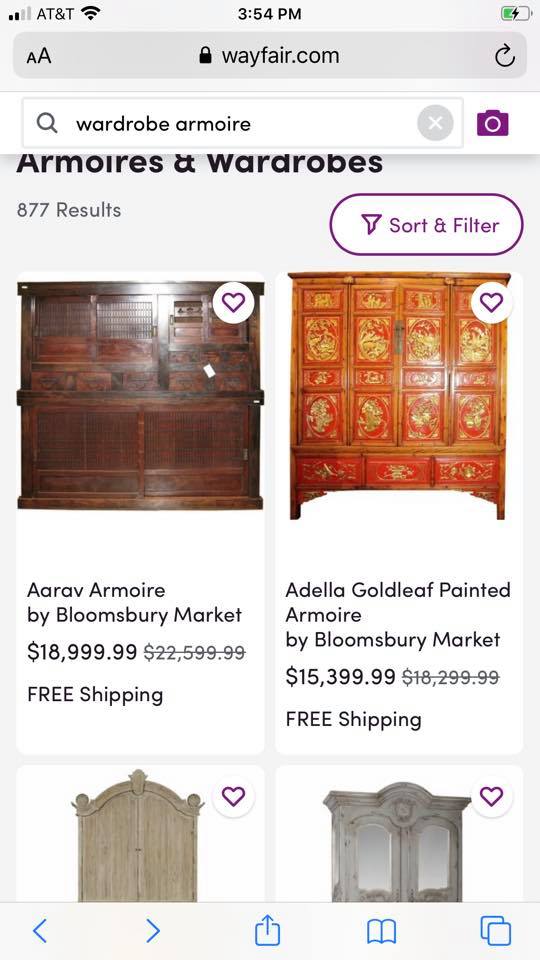 AT&T 3:54 PM
AA wayfair.com
wardrobe armoire
Armoires & Wardrobes
877 Results
Sort & Filter
Aarav Armoire
by Bloomsbury Market
$18,999.99 $22,599.99
FREE Shipping
Adella Goldleaf Painted
Armoire
by Bloomsbury Market
$15,399.99 $18,299.99
FREE Shipping